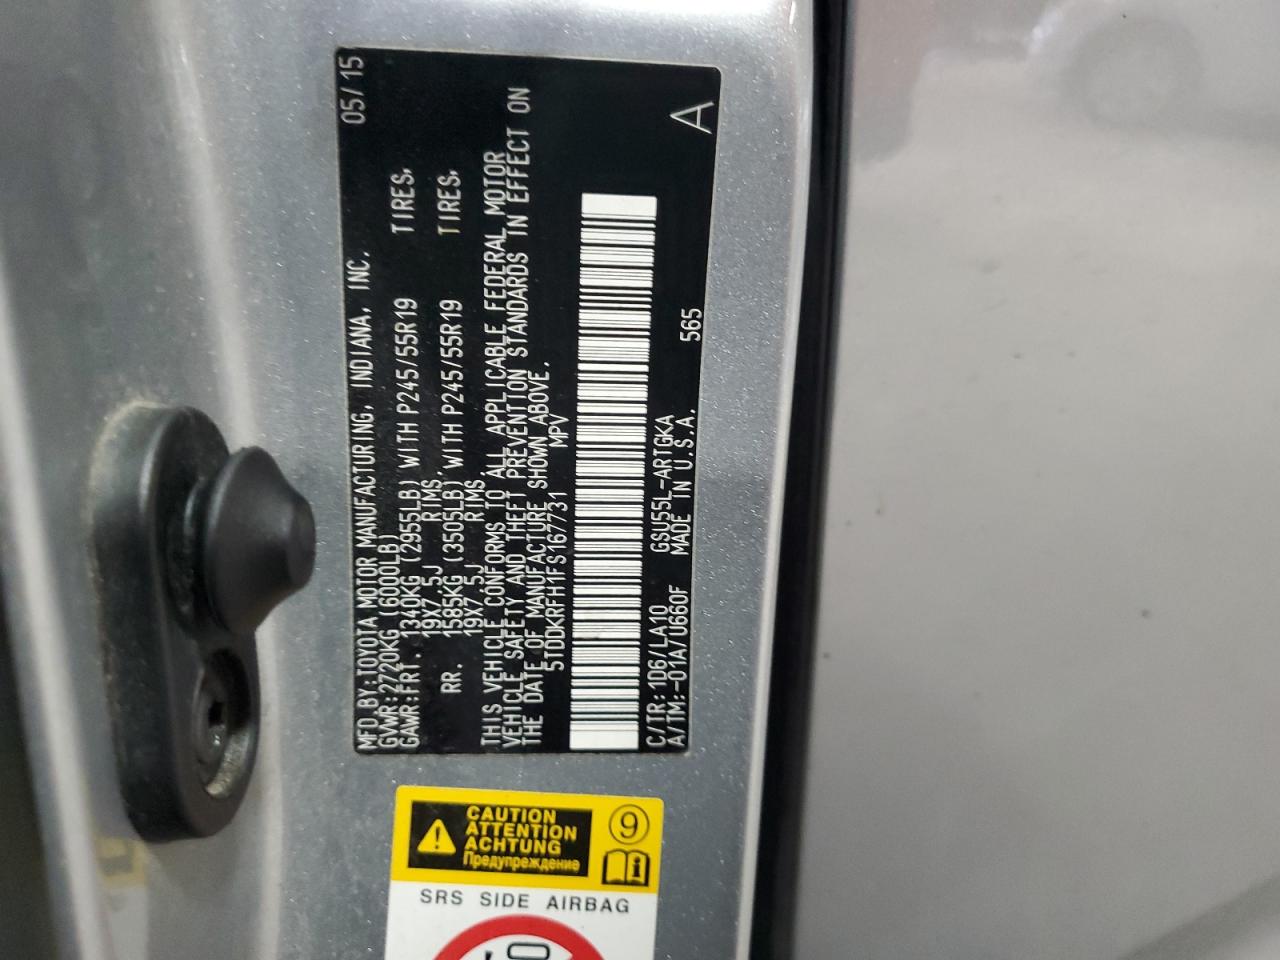 MFD BY:TOYOTA MOTOR MANUFACTURING, INDIANA, INC. 05/15
GVWR:2720KG (6000LB)
GAWR:FRT. 1340KG (2955LB) WITH P245/55R19 TIRES,
19X7.5J RIMS,
RR. 1585KG (3505LB) WITH P245/55R19 TIRES,
19X7.5J RIMS,
THIS VEHICLE CONFORMS TO ALL APPLICABLE FEDERAL MOTOR
VEHICLE SAFETY AND THEFT PREVENTION STANDARDS IN EFFECT ON
THE DATE OF MANUFACTURE SHOWN ABOVE.
5TDDKRFH1FS167731 MPV
A
C/TR:1D6/LA10 GSU55L-ARTGKA
A/TM:-01A/U660F MADE IN U.S.A. 565
CAUTION
ATTENTION
ACHTUNG
Предупреждение
9
i
SRS SIDE AIRBAG